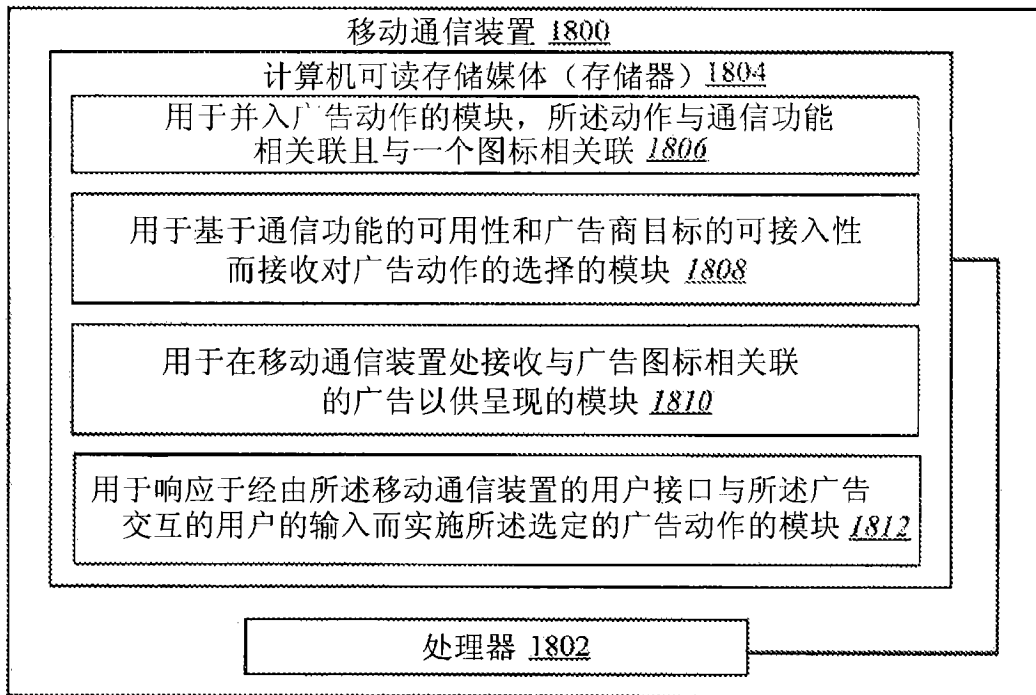 移动通信装置 1800
计算机可读存储媒体（存储器）1804
用于并入广告动作的模块，所述动作与通信功能
相关联且与一个图标相关联 1806
用于基于通信功能的可用性和广告商目标的可接入性
而接收对广告动作的选择的模块 1808
用于在移动通信装置处接收与广告图标相关联
的广告以供呈现的模块 1810
用于响应于经由所述移动通信装置的用户接口与所述广告
交互的用户的输入而实施所述选定的广告动作的模块 1812
处理器 1802